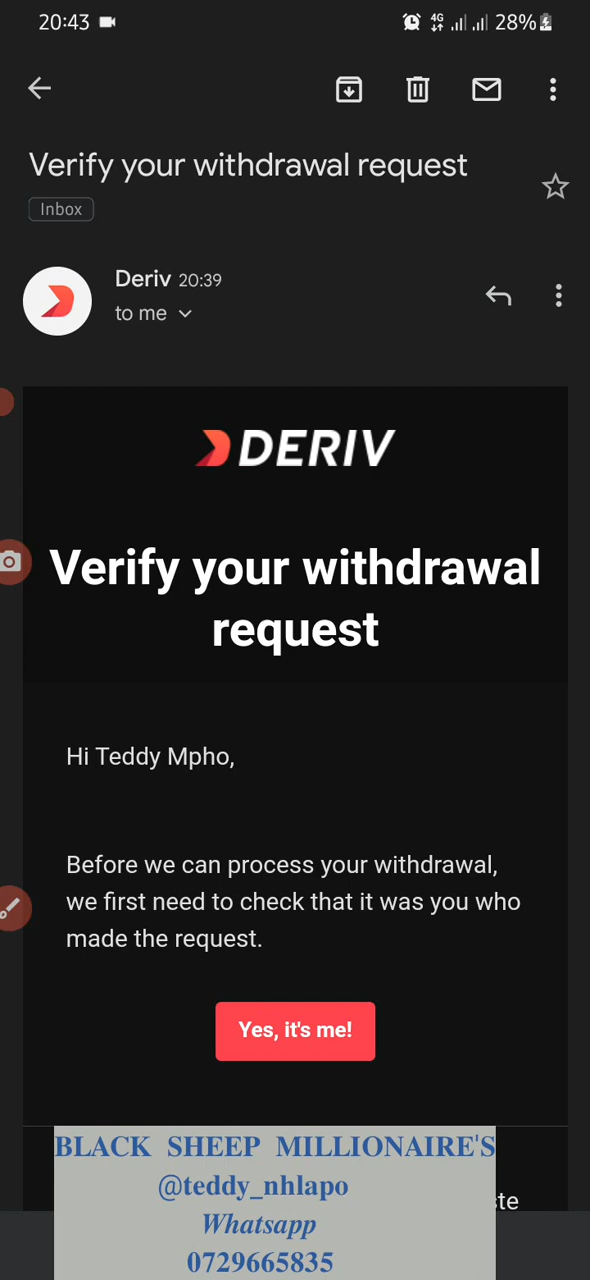 20:43
4G 28%
Verify your withdrawal request
Inbox
Deriv 20:39
to me
DERIV
Verify your withdrawal
request
Hi Teddy Mpho,
Before we can process your withdrawal,
we first need to check that it was you who
made the request.
Yes, it's me!
BLACK SHEEP MILLIONAIRE'S
@teddy_nhlapo
Whatsapp
0729665835